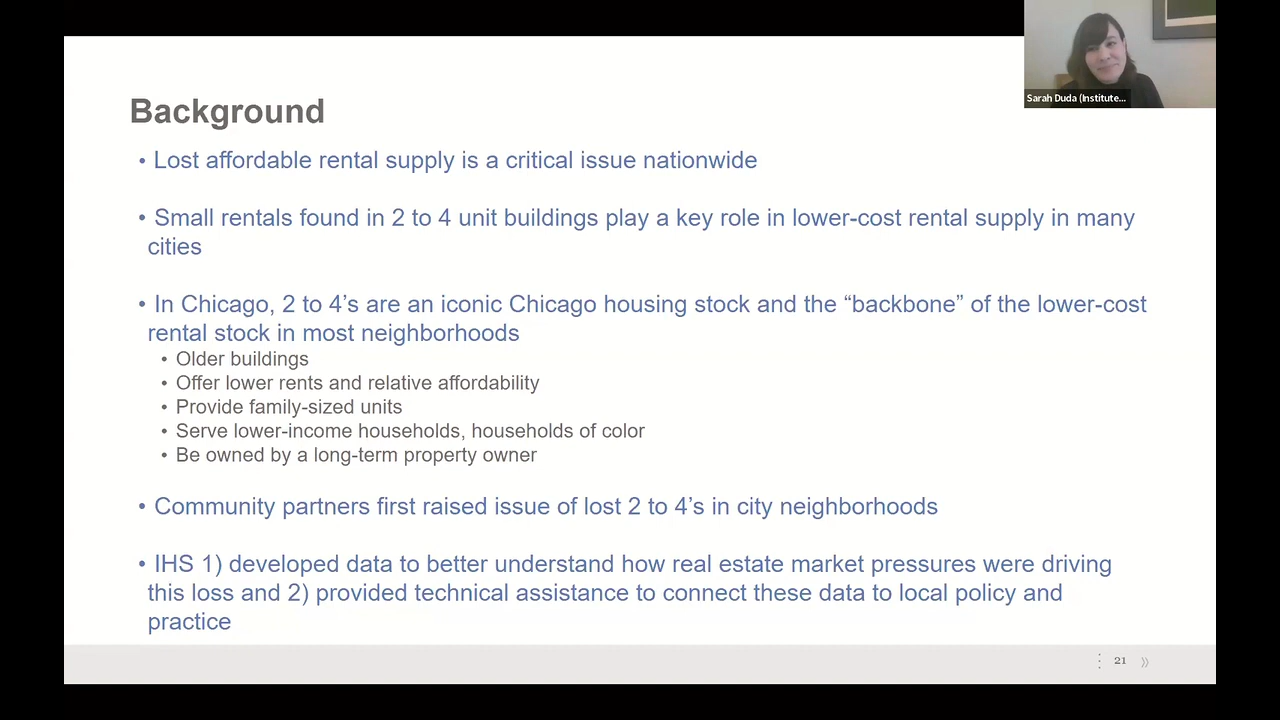 Sarah Duda (Institute...
Background
• Lost affordable rental supply is a critical issue nationwide
• Small rentals found in 2 to 4 unit buildings play a key role in lower-cost rental supply in many
cities
• In Chicago, 2 to 4’s are an iconic Chicago housing stock and the “backbone” of the lower-cost
rental stock in most neighborhoods
• Older buildings
• Offer lower rents and relative affordability
• Provide family-sized units
• Serve lower-income households, households of color
• Be owned by a long-term property owner
• Community partners first raised issue of lost 2 to 4’s in city neighborhoods
• IHS 1) developed data to better understand how real estate market pressures were driving
this loss and 2) provided technical assistance to connect these data to local policy and
practice
21